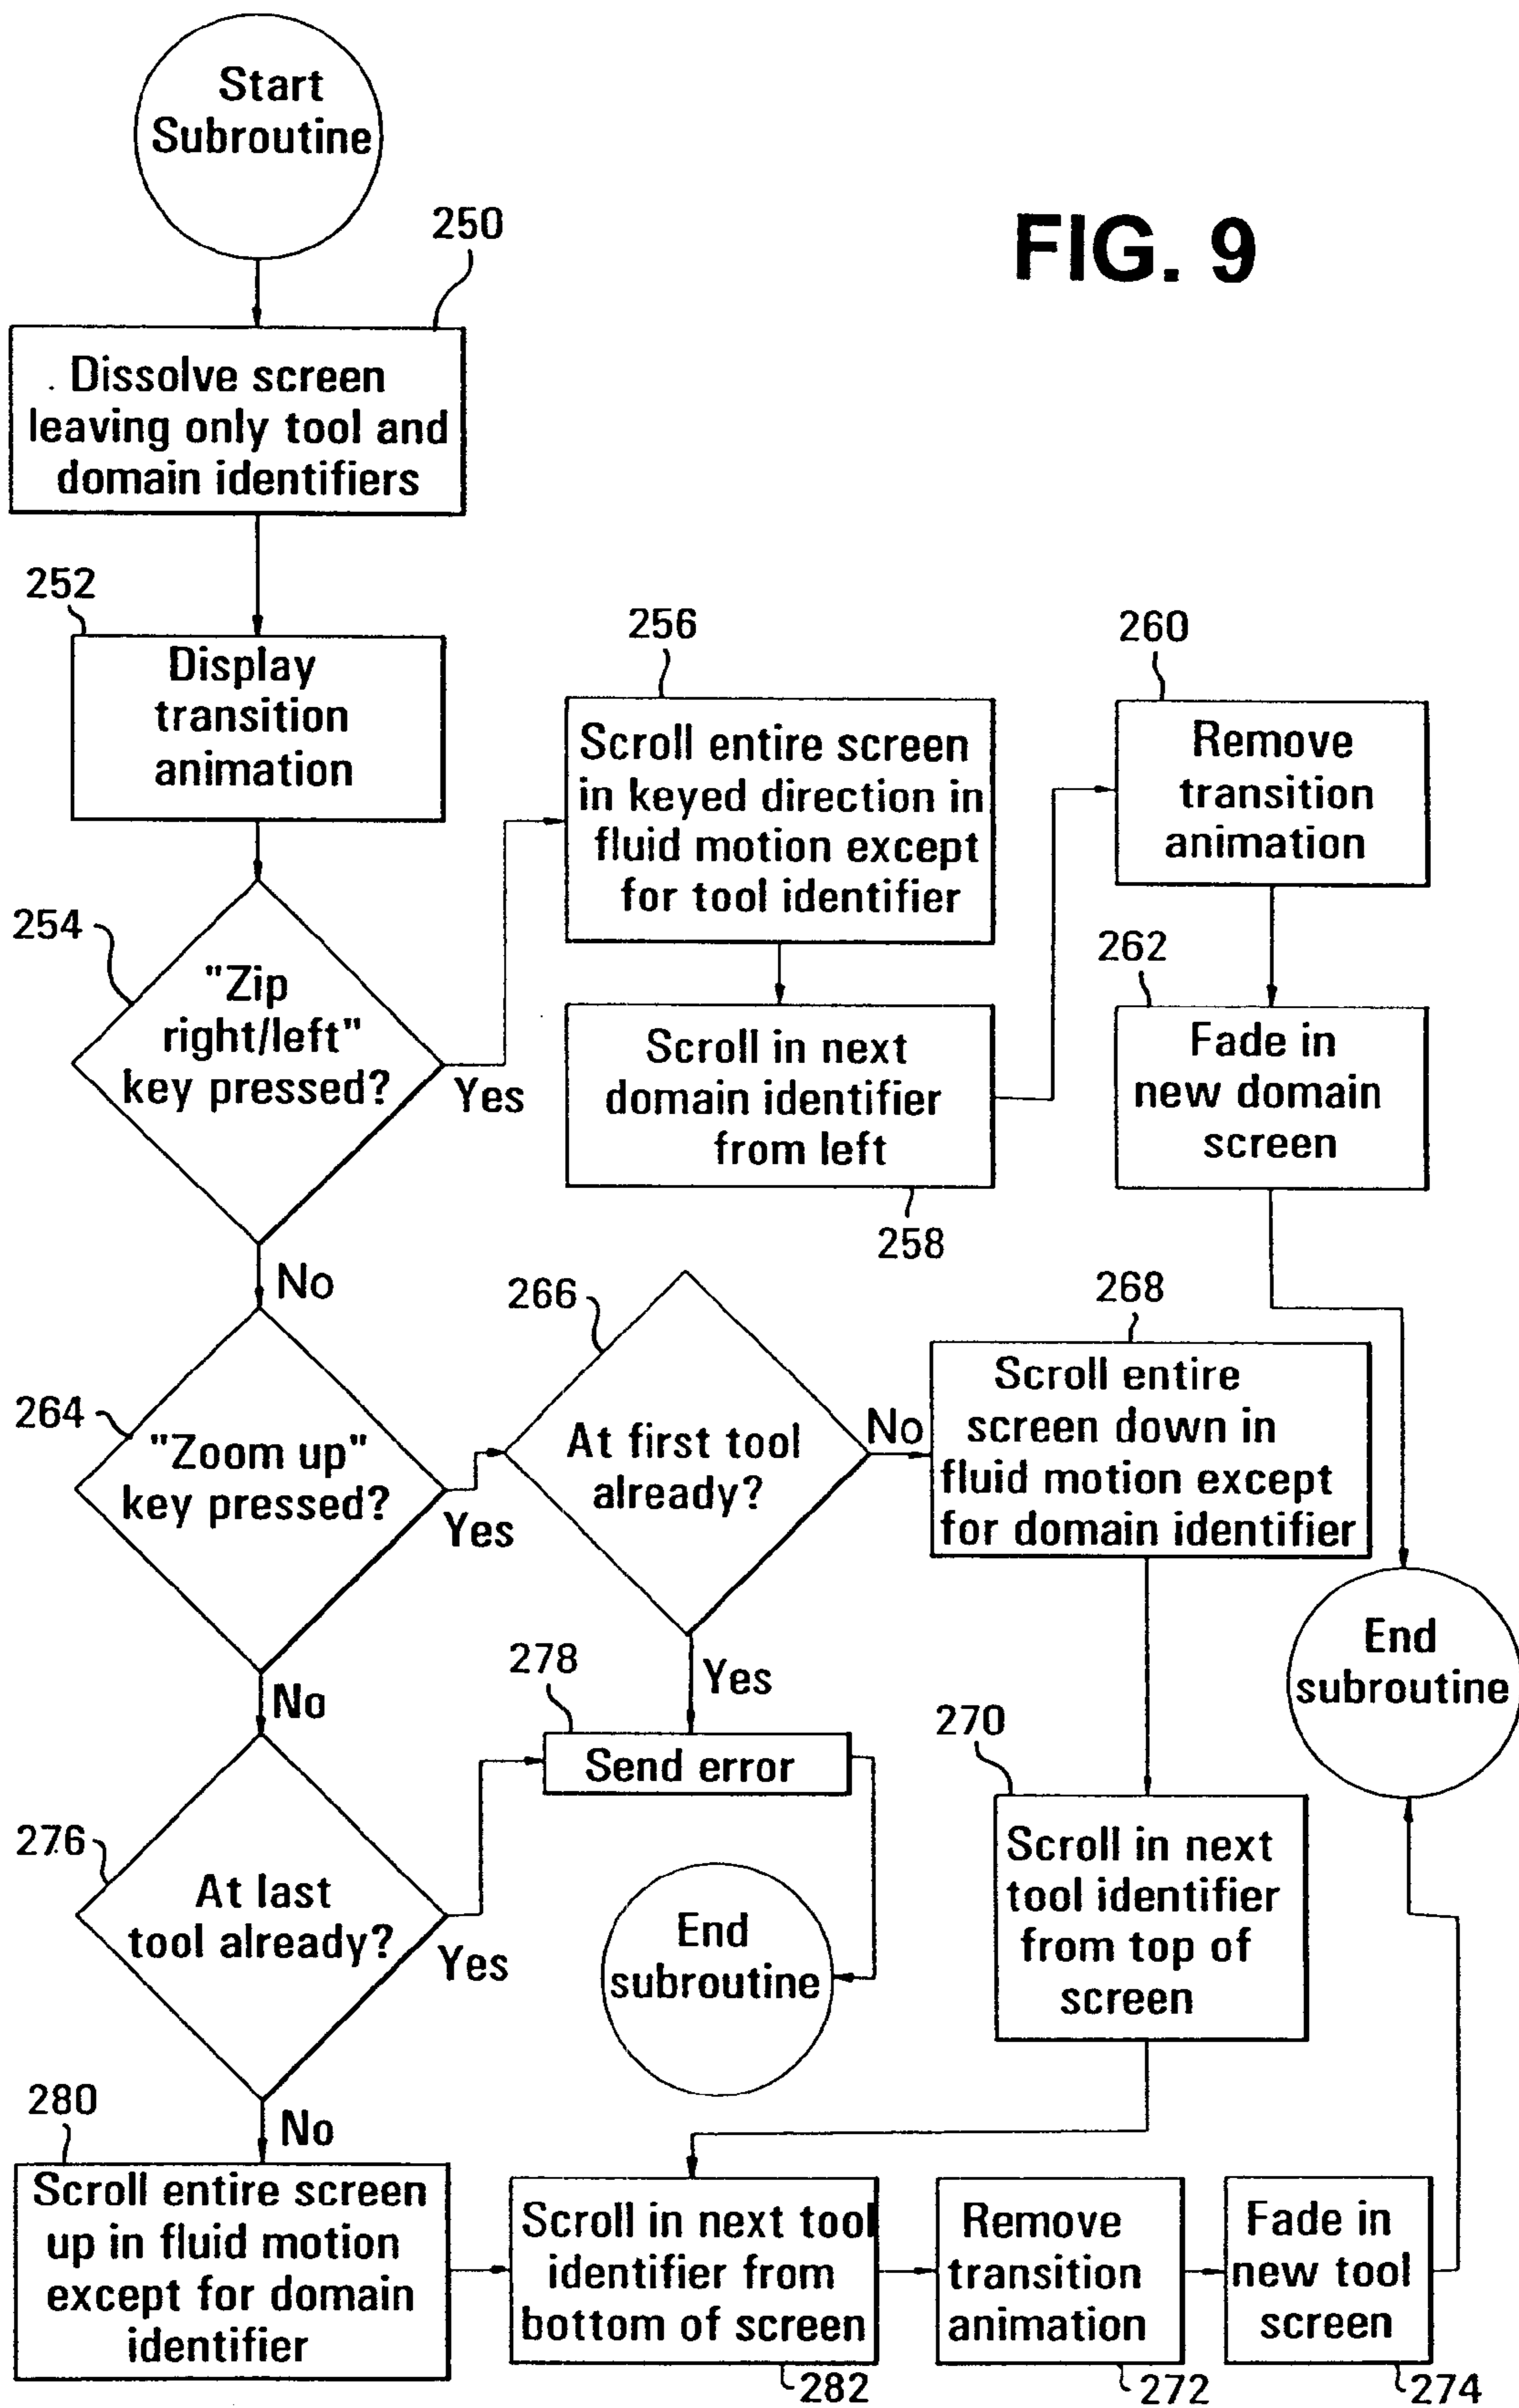 Start
Subroutine
FIG. 9
250
Dissolve screen
leaving only tool and
domain identifiers
252
Display
transition
animation
254
"Zip
right/left"
key pressed?
Yes
No
256
Scroll entire screen
in keyed direction in
fluid motion except
for tool identifier
Scroll in next
domain identifier
from left
258
260
Remove
transition
animation
262
Fade in
new domain
screen
264
"Zoom up"
key pressed?
Yes
No
266
At first tool
already?
No
Yes
268
Scroll entire
screen down in
fluid motion except
for domain identifier
270
Scroll in next
tool identifier
from top of
screen
End
subroutine
276
At last
tool already?
Yes
No
278
Send error
End
subroutine
280
Scroll entire screen
up in fluid motion
except for domain
identifier
Scroll in next tool
identifier from
bottom of screen
282
Remove
transition
animation
272
Fade in
new tool
screen
274